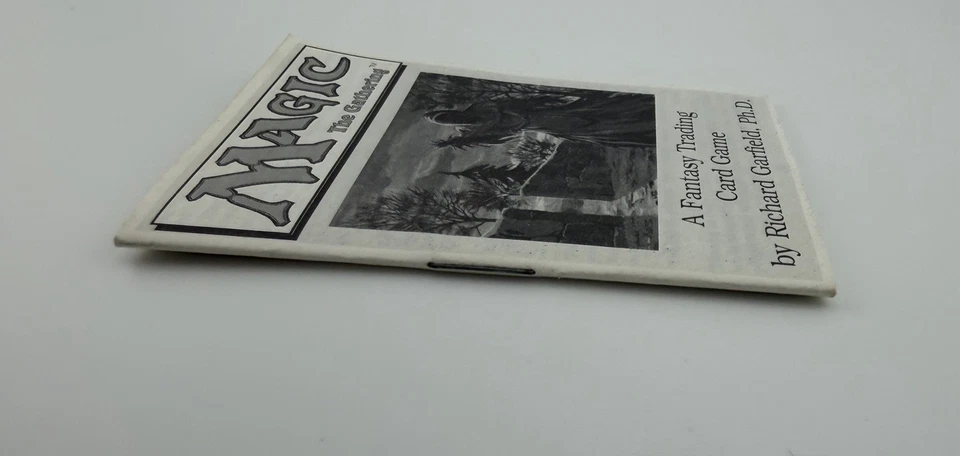 MAGIC
The Gathering™
A Fantasy Trading
Card Game
by Richard Garfield, Ph.D.